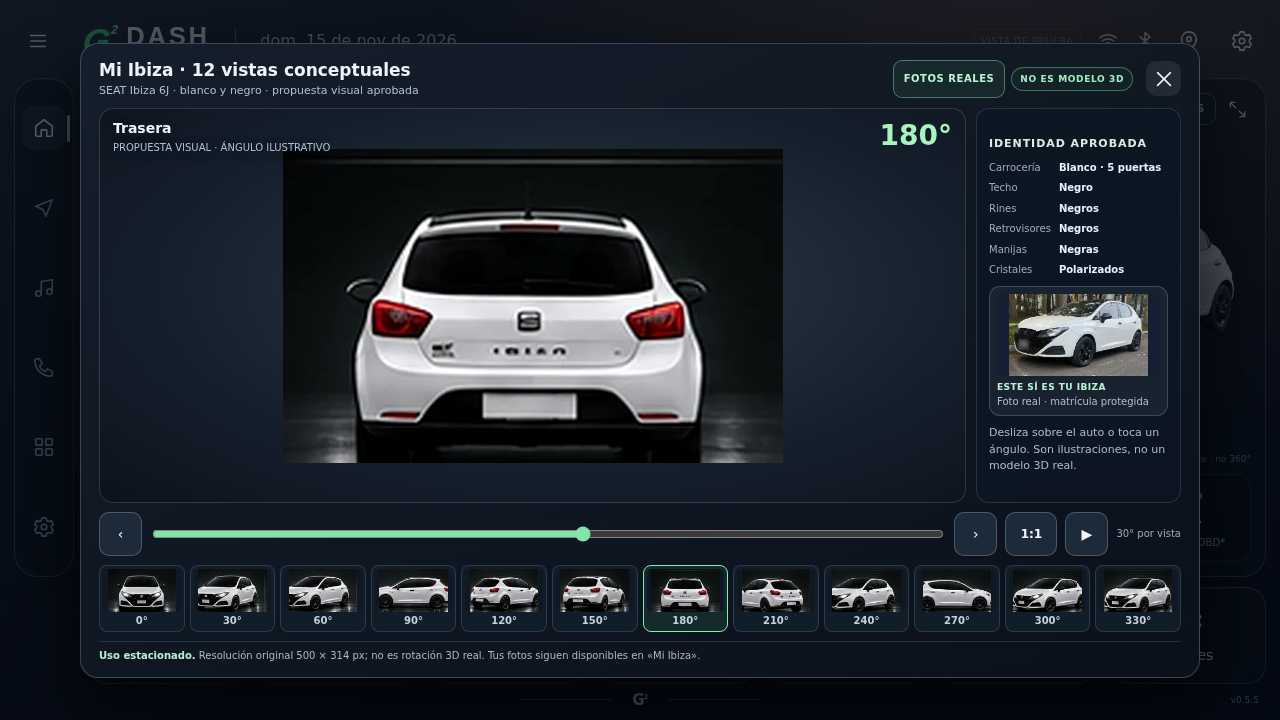 G² DASH
dom. 15 de nov de 2026
VISTA DE PRUEBA
Mi Ibiza · 12 vistas conceptuales
SEAT Ibiza 6J · blanco y negro · propuesta visual aprobada
FOTOS REALES
NO ES MODELO 3D
Trasera
PROPUESTA VISUAL · ÁNGULO ILUSTRATIVO
180°
IDENTIDAD APROBADA
Carrocería Blanco · 5 puertas
Techo Negro
Rines Negros
Retrovisores Negros
Manijas Negras
Cristales Polarizados
ESTE SÍ ES TU IBIZA
Foto real · matrícula protegida
Desliza sobre el auto o toca un
ángulo. Son ilustraciones, no un
modelo 3D real.
no 360°
OBD*
‹
›
1:1
▶
30° por vista
0°
30°
60°
90°
120°
150°
180°
210°
240°
270°
300°
330°
Uso estacionado. Resolución original 500 × 314 px; no es rotación 3D real. Tus fotos siguen disponibles en «Mi Ibiza».
G²
v0.5.5